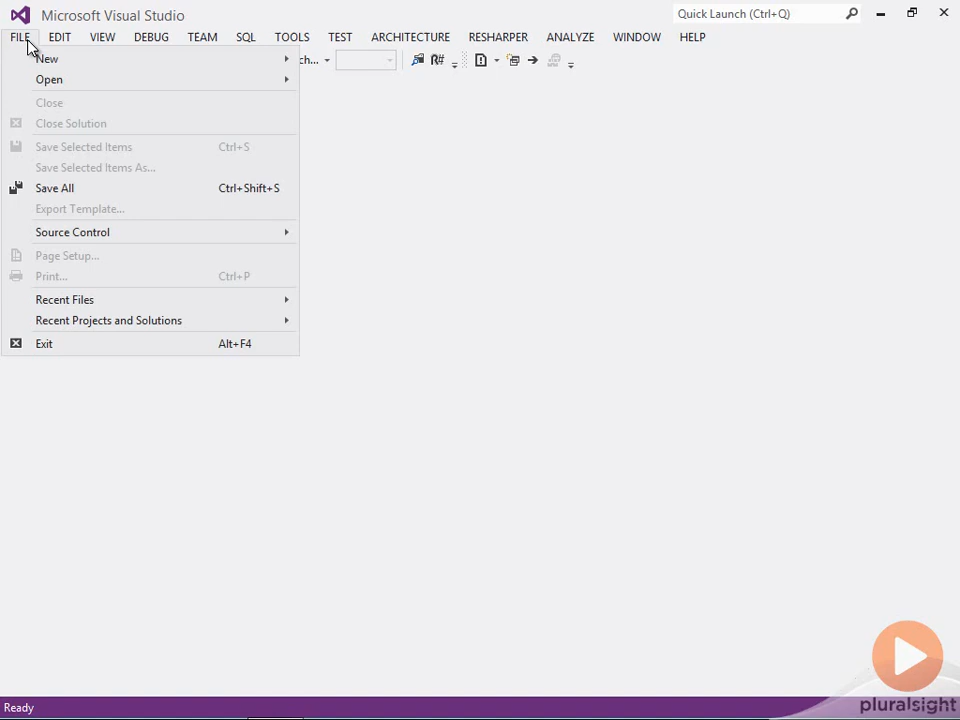 Microsoft Visual Studio
Quick Launch (Ctrl+Q)
FILE EDIT VIEW DEBUG TEAM SQL TOOLS TEST ARCHITECTURE RESHARPER ANALYZE WINDOW HELP
ch...
R#
New
Open
Close
Close Solution
Save Selected Items Ctrl+S
Save Selected Items As...
Save All Ctrl+Shift+S
Export Template...
Source Control
Page Setup...
Print... Ctrl+P
Recent Files
Recent Projects and Solutions
Exit Alt+F4
pluralsight
Ready